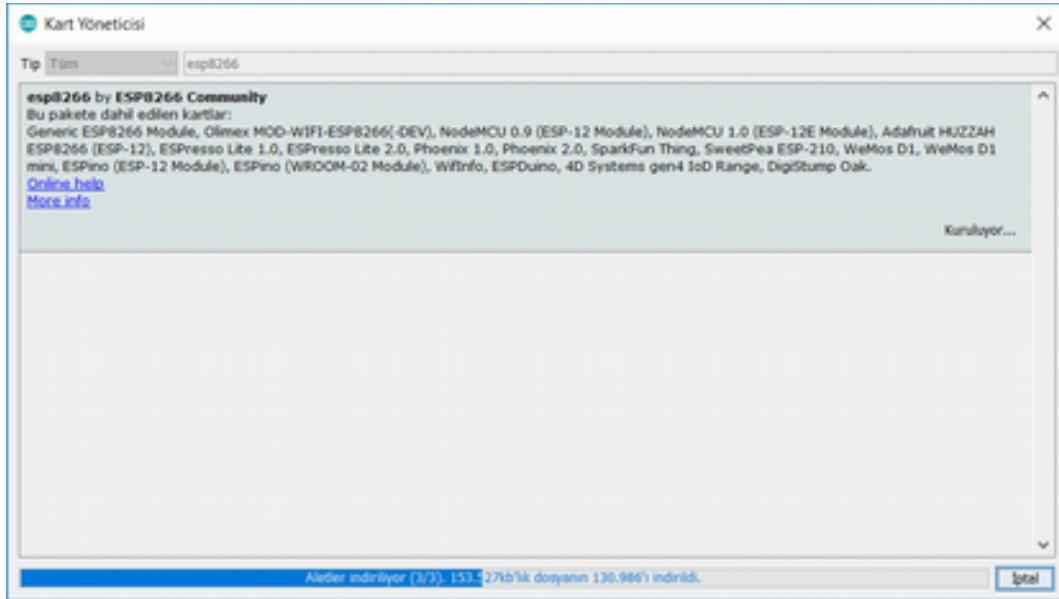 Kart Yöneticisi
Tip Tüm esp8266
esp8266 by ESP8266 Community
Bu pakete dahil edilen kartlar:
Generic ESP8266 Module, Olimex MOD-WIFI-ESP8266(-DEV), NodeMCU 0.9 (ESP-12 Module), NodeMCU 1.0 (ESP-12E Module), Adafruit HUZZAH
ESP8266 (ESP-12), ESPresso Lite 1.0, ESPresso Lite 2.0, Phoenix 1.0, Phoenix 2.0, SparkFun Thing, SweetPea ESP-210, WeMos D1, WeMos D1
mini, ESPino (ESP-12 Module), ESPino (WROOM-02 Module), WifInfo, ESPDuino, 4D Systems gen4 IoD Range, DigiStump Oak.
Online help
More info
Kuruluyor...
Aletler indiriliyor (3/3). 27kb'lık dosyanın 130.986'ı indirildi.
İptal